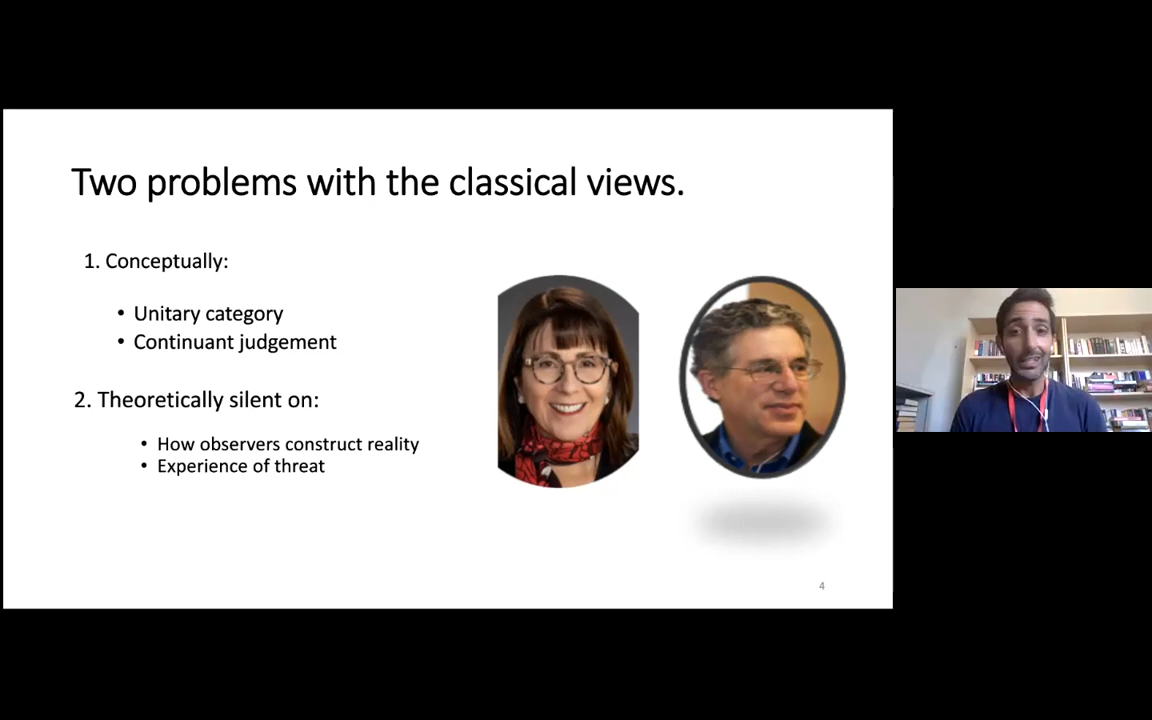 Two problems with the classical views.
1. Conceptually:
• Unitary category
• Continuant judgement
2. Theoretically silent on:
• How observers construct reality
• Experience of threat
4